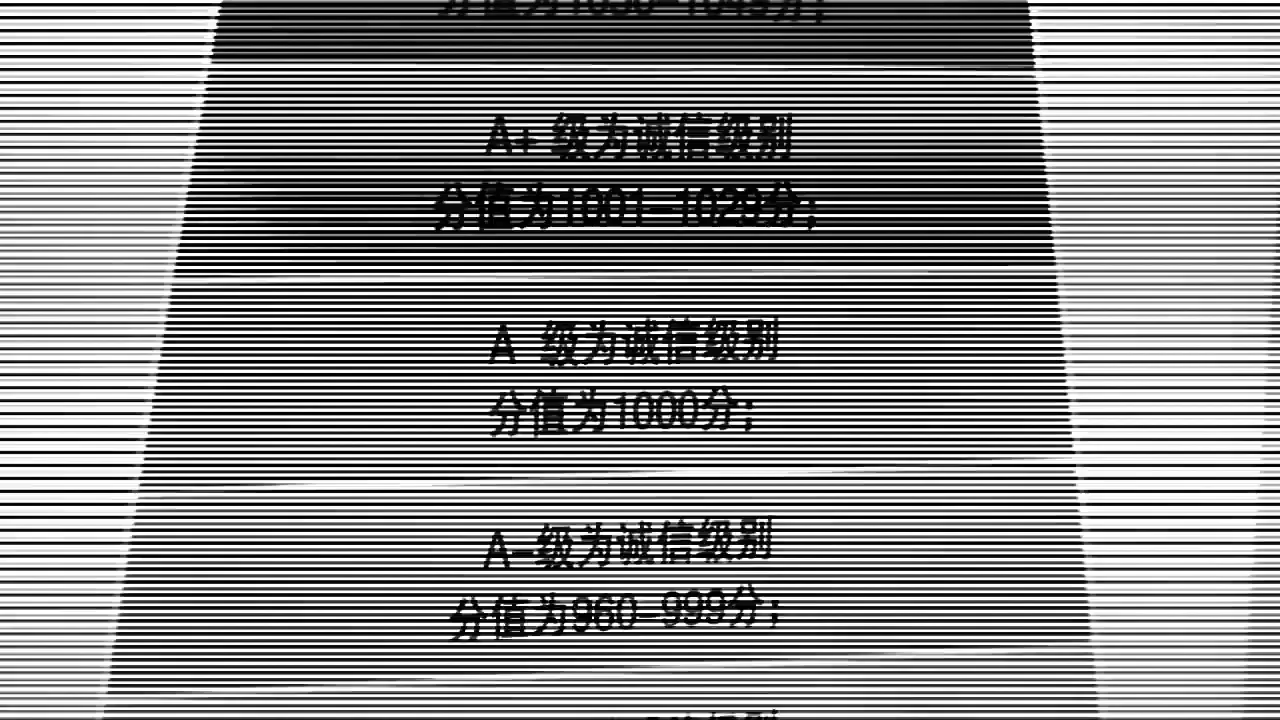 A+ 级为诚信级别
分值为1001-1029分;
A 级为诚信级别
分值为1000分;
A-级为诚信级别
分值为960-999分;